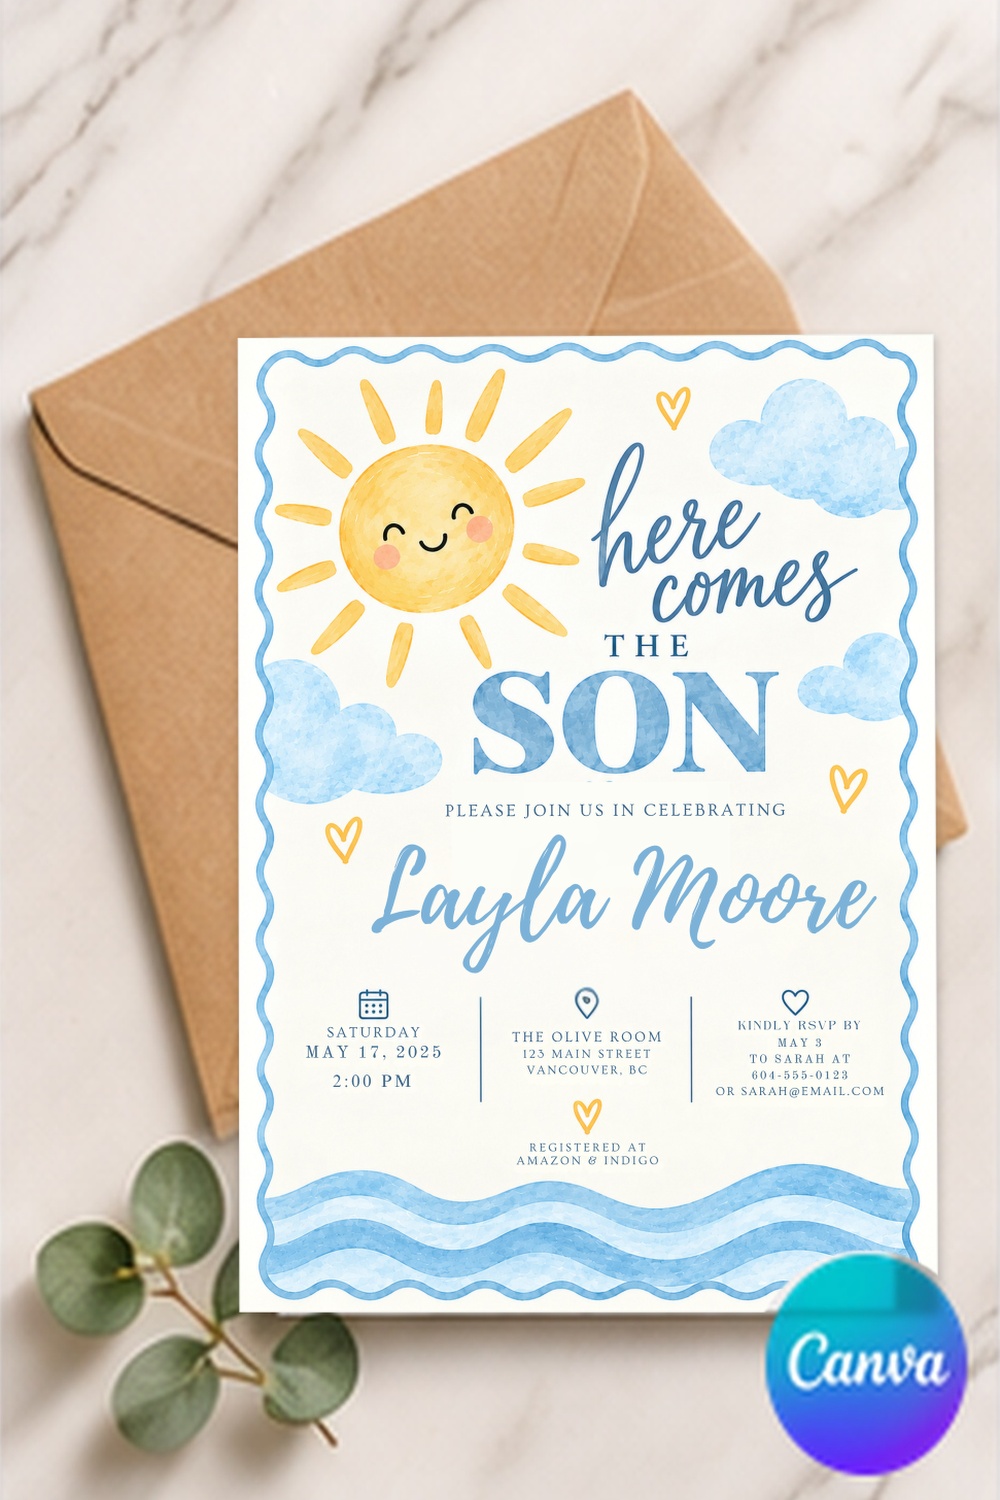 here
comes
THE
SON
PLEASE JOIN US IN CELEBRATING
Layla Moore
SATURDAY
MAY 17, 2025
2:00 PM
THE OLIVE ROOM
123 MAIN STREET
VANCOUVER, BC
KINDLY RSVP BY
MAY 3
TO SARAH AT
604-555-0123
OR SARAH@EMAIL.COM
REGISTERED AT
AMAZON & INDIGO
Canva